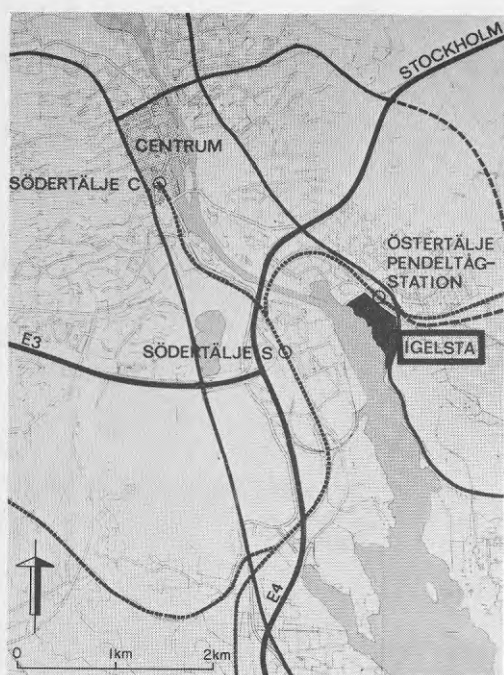 STOCKHOLM
CENTRUM
SÖDERTÄLJE C
ÖSTERTÄLJE
PENDELTÅG-
STATION
E3
SÖDERTÄLJE S
IGELSTA
E4
0 1km 2km